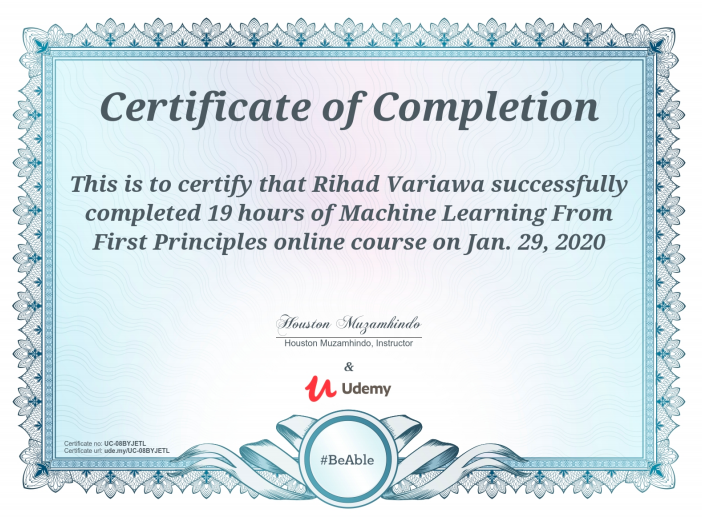 Certificate of Completion
This is to certify that Rihad Variawa successfully
completed 19 hours of Machine Learning From
First Principles online course on Jan. 29, 2020
Houston Muzamhindo
Houston Muzamhindo, Instructor
&
Udemy
Certificate no: UC-08BYJETL
Certificate url: ude.my/UC-08BYJETL
#BeAble